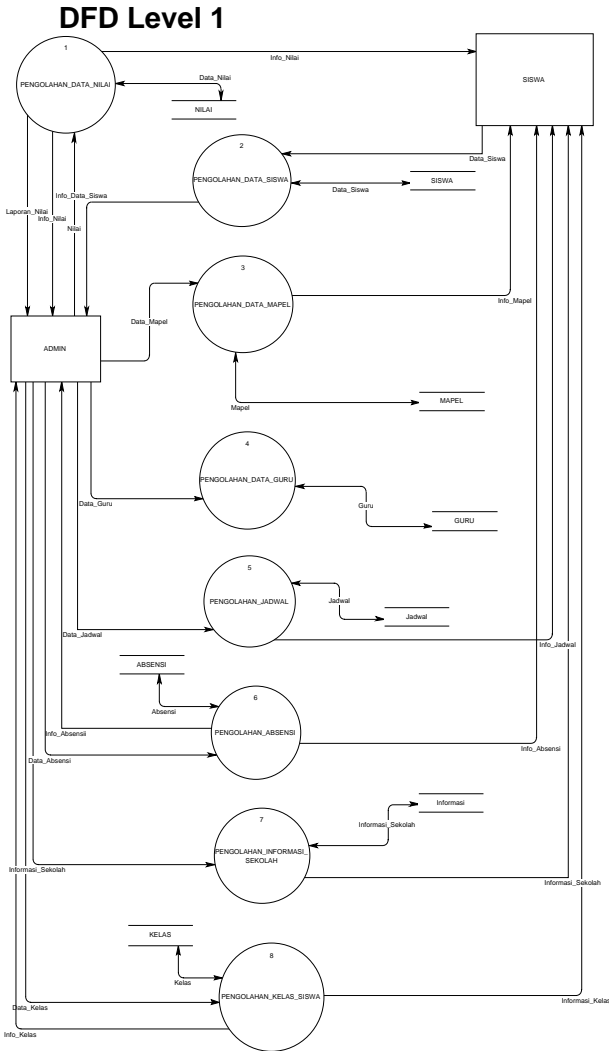 DFD Level 1
1
PENGOLAHAN_DATA_NILAI
Info_Nilai
SISWA
Data_Nilai
NILAI
2
PENGOLAHAN_DATA_SISWA
Data_Siswa
Data_Siswa
SISWA
Laporan_Nilai
Info_Nilai
Nilai
Info_Data_Siswa
3
PENGOLAHAN_DATA_MAPEL
Info_Mapel
Data_Mapel
ADMIN
Mapel
MAPEL
4
PENGOLAHAN_DATA_GURU
Data_Guru
Guru
GURU
5
PENGOLAHAN_JADWAL
Jadwal
Jadwal
Data_Jadwal
Info_Jadwal
ABSENSI
Absensi
6
PENGOLAHAN_ABSENSI
Info_Absensii
Info_Absensi
Data_Absensi
Informasi
7
PENGOLAHAN_INFORMASI_
SEKOLAH
Informasi_Sekolah
Informasi_Sekolah
Informasi_Sekolah
KELAS
Kelas
8
PENGOLAHAN_KELAS_SISWA
Data_Kelas
Informasi_Kelas
Info_Kelas